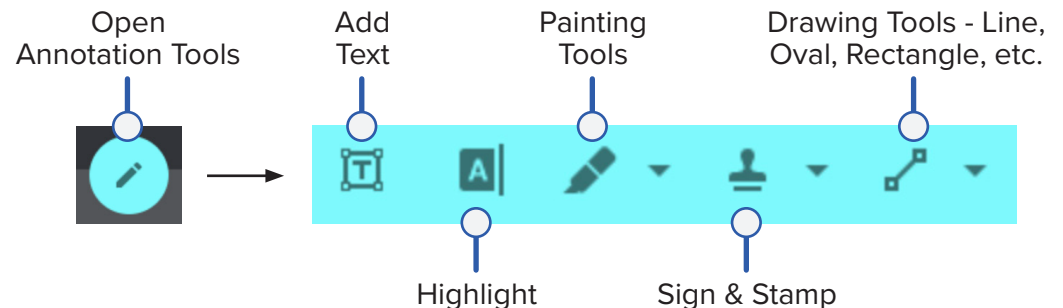 Open
Annotation Tools
Add
Text
Painting
Tools
Drawing Tools - Line,
Oval, Rectangle, etc.
T
A
Highlight
Sign & Stamp